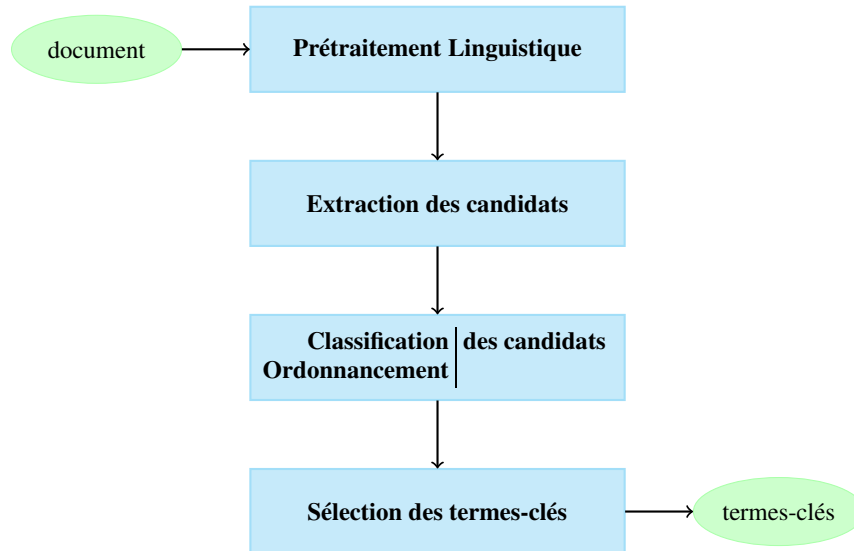 document
Prétraitement Linguistique
Extraction des candidats
Classification des candidats
Ordonnancement
Sélection des termes-clés
termes-clés